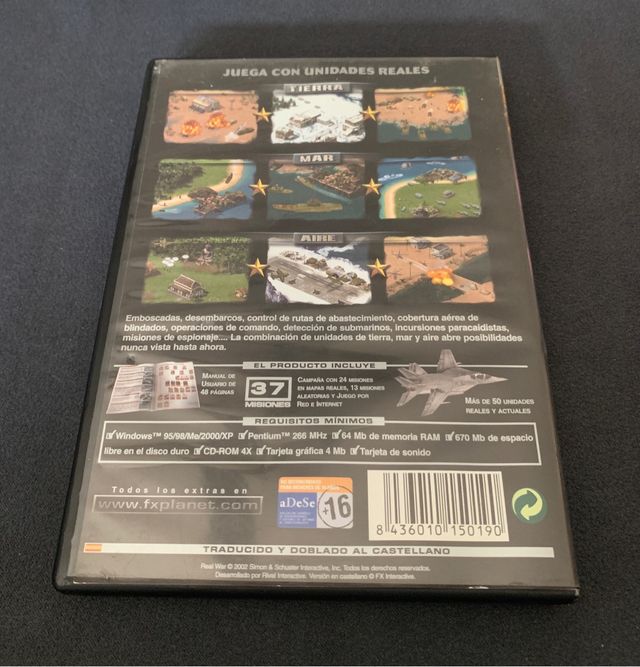 JUEGA CON UNIDADES REALES
TIERRA
MAR
AIRE
Emboscadas, desembarcos, control de rutas de abastecimiento, cobertura aérea de
blindados, operaciones de comando, detección de submarinos, incursiones paracaidistas,
misiones de espionaje.... La combinación de unidades de tierra, mar y aire abre posibilidades
nunca vista hasta ahora.
EL PRODUCTO INCLUYE
MANUAL DE
USUARIO DE
48 PÁGINAS
37
MISIONES
CAMPAÑA CON 24 MISIONES
EN MAPAS REALES, 13 MISIONES
ALEATORIAS Y JUEGO POR
RED E INTERNET
MÁS DE 50 UNIDADES
REALES Y ACTUALES
REQUISITOS MÍNIMOS
Windows™ 95/98/Me/2000/XP Pentium™ 266 MHz 64 Mb de memoria RAM 670 Mb de espacio
libre en el disco duro CD-ROM 4X Tarjeta gráfica 4 Mb Tarjeta de sonido
Todos los extras en
www.fxplanet.com
aDeSe
+16
8 436010 150190
TRADUCIDO Y DOBLADO AL CASTELLANO
Real War © 2002 Simon & Schuster Interactive, Inc. Todos los derechos reservados.
Desarrollado por Rival Interactive. Versión en castellano © FX Interactive.